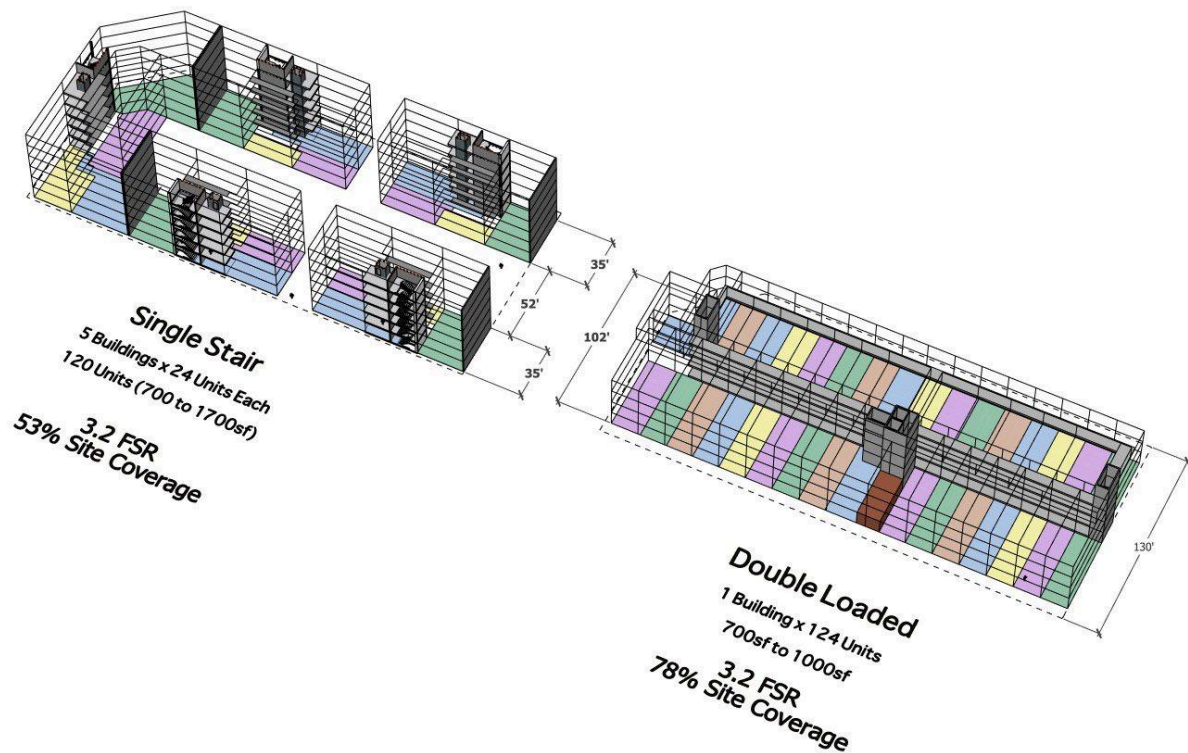 Single Stair
5 Buildings x 24 Units Each
120 Units (700 to 1700sf)
3.2 FSR
53% Site Coverage
35'
52'
35'
102'
130'
Double Loaded
1 Building x 124 Units
700sf to 1000sf
3.2 FSR
78% Site Coverage